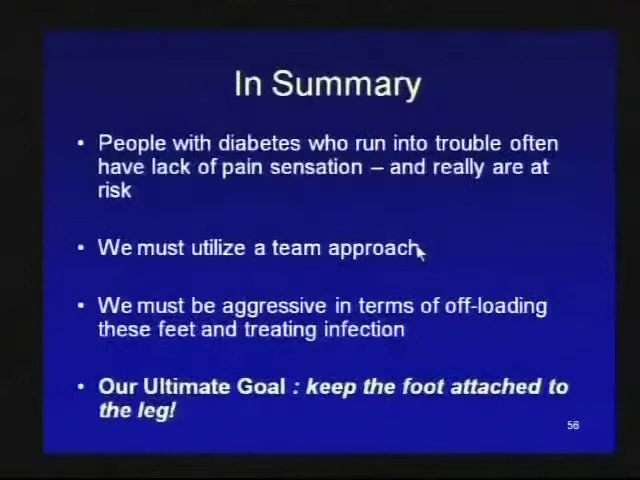 In Summary
• People with diabetes who run into trouble often
have lack of pain sensation – and really are at
risk
• We must utilize a team approach
• We must be aggressive in terms of off-loading
these feet and treating infection
• Our Ultimate Goal : keep the foot attached to
the leg!
56